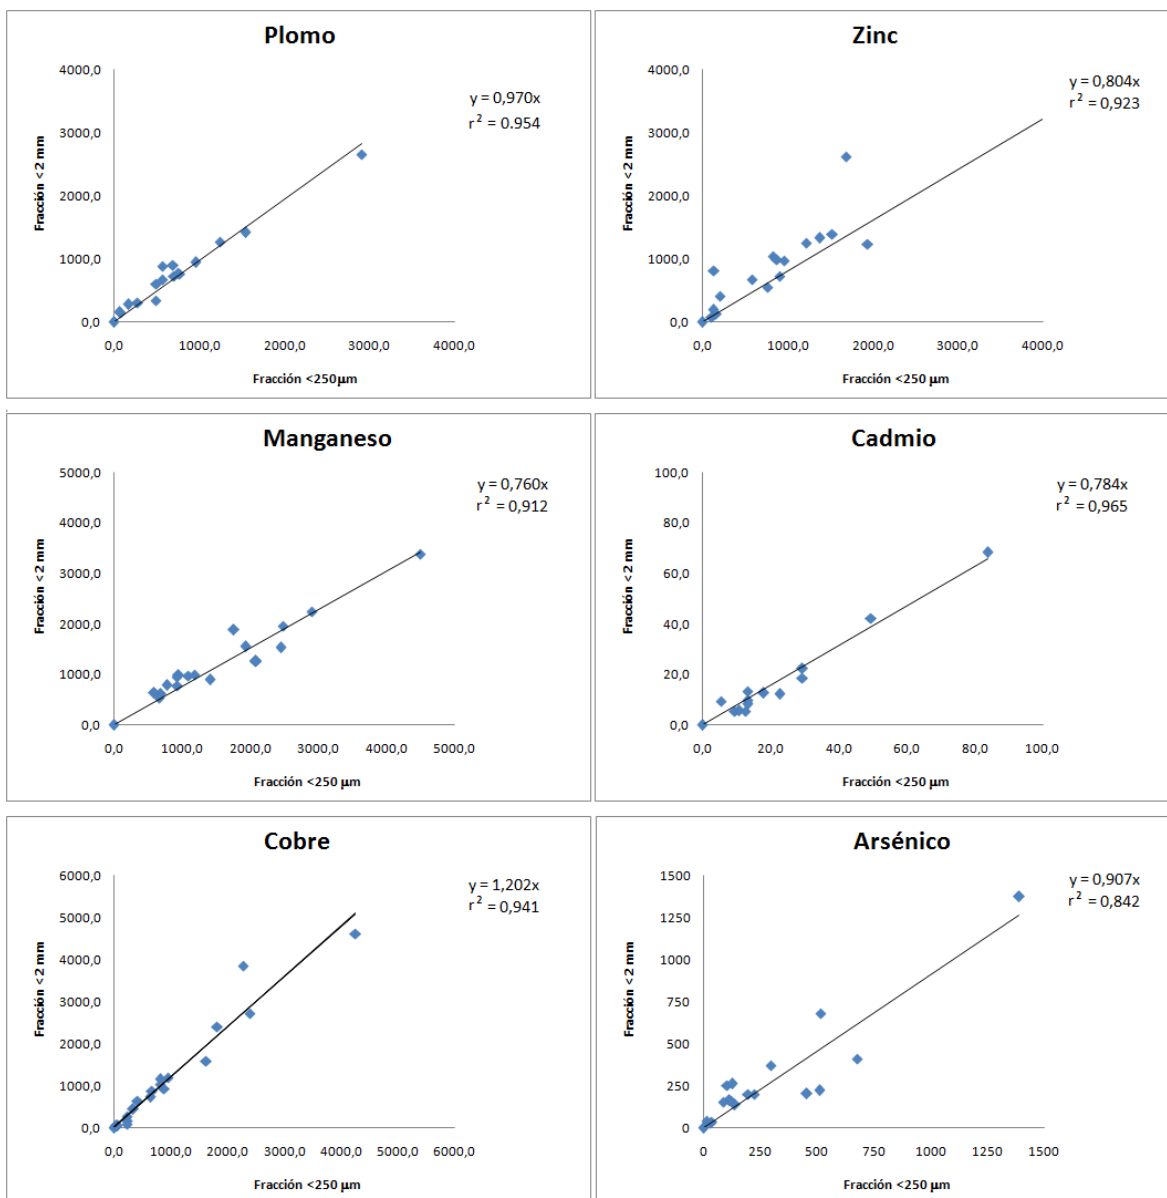 Plomo
4000,0
3000,0
2000,0
1000,0
0,0
Fracción <2 mm
y = 0,970x
r² = 0.954
0,0 1000,0 2000,0 3000,0 4000,0
Fracción <250µm
Zinc
4000,0
3000,0
2000,0
1000,0
0,0
Fracción <2 mm
y = 0,804x
r² = 0,923
0,0 1000,0 2000,0 3000,0 4000,0
Fracción <250 µm
Manganeso
5000,0
4000,0
3000,0
2000,0
1000,0
0,0
Fracción <2 mm
y = 0,760x
r² = 0,912
0,0 1000,0 2000,0 3000,0 4000,0 5000,0
Fracción <250 µm
Cadmio
100,0
80,0
60,0
40,0
20,0
0,0
Fracción <2 mm
y = 0,784x
r² = 0,965
0,0 20,0 40,0 60,0 80,0 100,0
Fracción <250 µm
Cobre
6000,0
5000,0
4000,0
3000,0
2000,0
1000,0
0,0
Fracción <2 mm
y = 1,202x
r² = 0,941
0,0 1000,0 2000,0 3000,0 4000,0 5000,0 6000,0
Fracción <250 µm
Arsénico
1500
1250
1000
750
500
250
0
Fracción <2 mm
y = 0,907x
r² = 0,842
0 250 500 750 1000 1250 1500
Fracción <250 µm